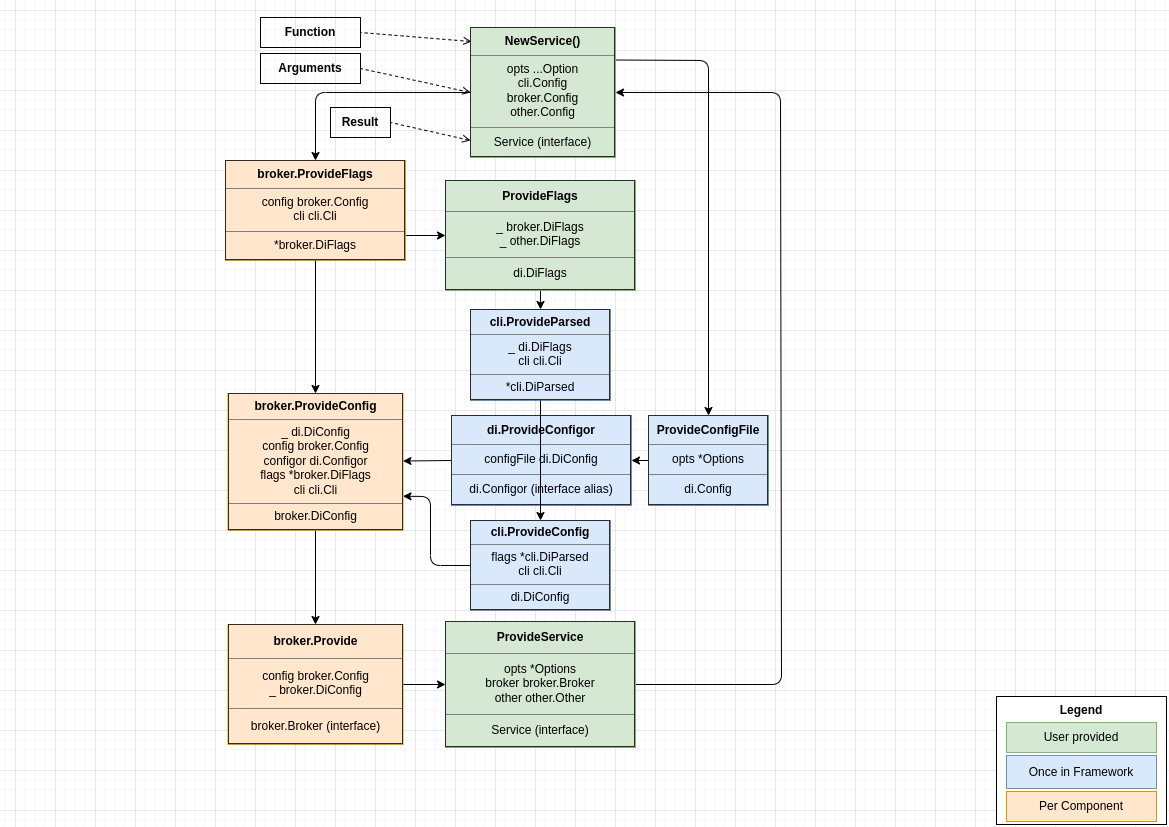 Function
Arguments
Result
NewService()
opts ...Option
cli.Config
broker.Config
other.Config
Service (interface)
broker.ProvideFlags
config broker.Config
cli cli.Cli
*broker.DiFlags
ProvideFlags
_ broker.DiFlags
_ other.DiFlags
di.DiFlags
cli.ProvideParsed
_ di.DiFlags
cli cli.Cli
*cli.DiParsed
broker.ProvideConfig
_ di.DiConfig
config broker.Config
configor di.Configor
flags *broker.DiFlags
cli cli.Cli
broker.DiConfig
di.ProvideConfigor
configFile di.DiConfig
di.Configor (interface alias)
ProvideConfigFile
opts *Options
di.Config
cli.ProvideConfig
flags *cli.DiParsed
cli cli.Cli
di.DiConfig
broker.Provide
config broker.Config
_ broker.DiConfig
broker.Broker (interface)
ProvideService
opts *Options
broker broker.Broker
other other.Other
Service (interface)
Legend
User provided
Once in Framework
Per Component